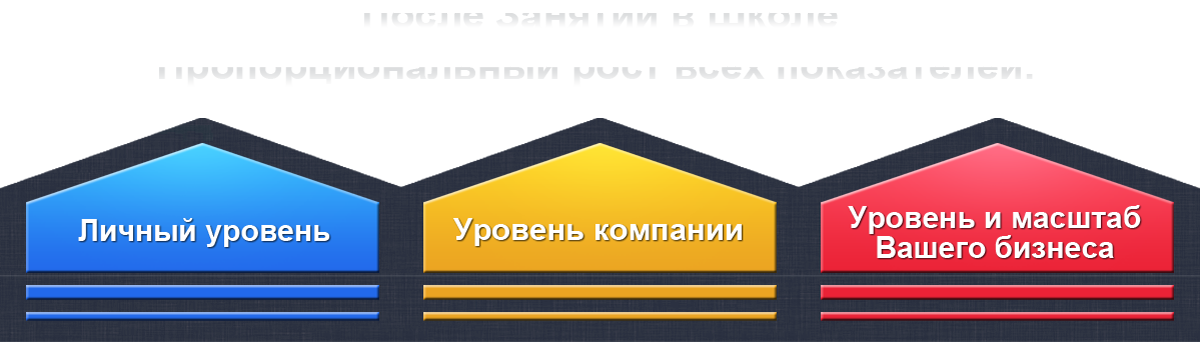 После занятий в школе
Пропорциональный рост всех показателей.
Личный уровень
Уровень компании
Уровень и масштаб
Вашего бизнеса